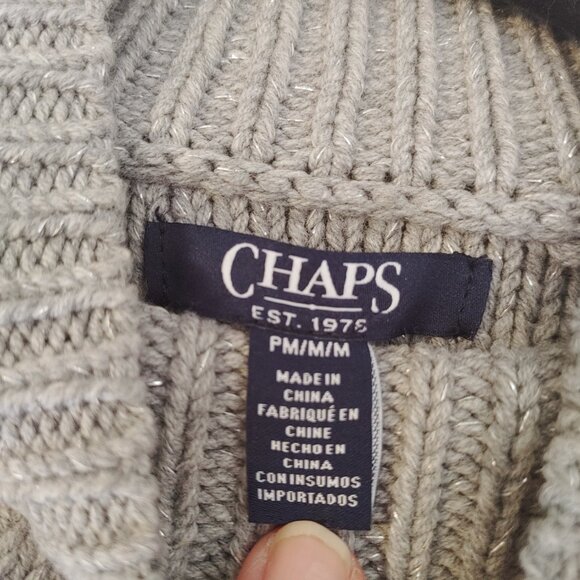 CHAPS
EST. 1978
PM/M/M
MADE IN
CHINA
FABRIQUÉ EN
CHINE
HECHO EN
CHINA
CON INSUMOS
IMPORTADOS